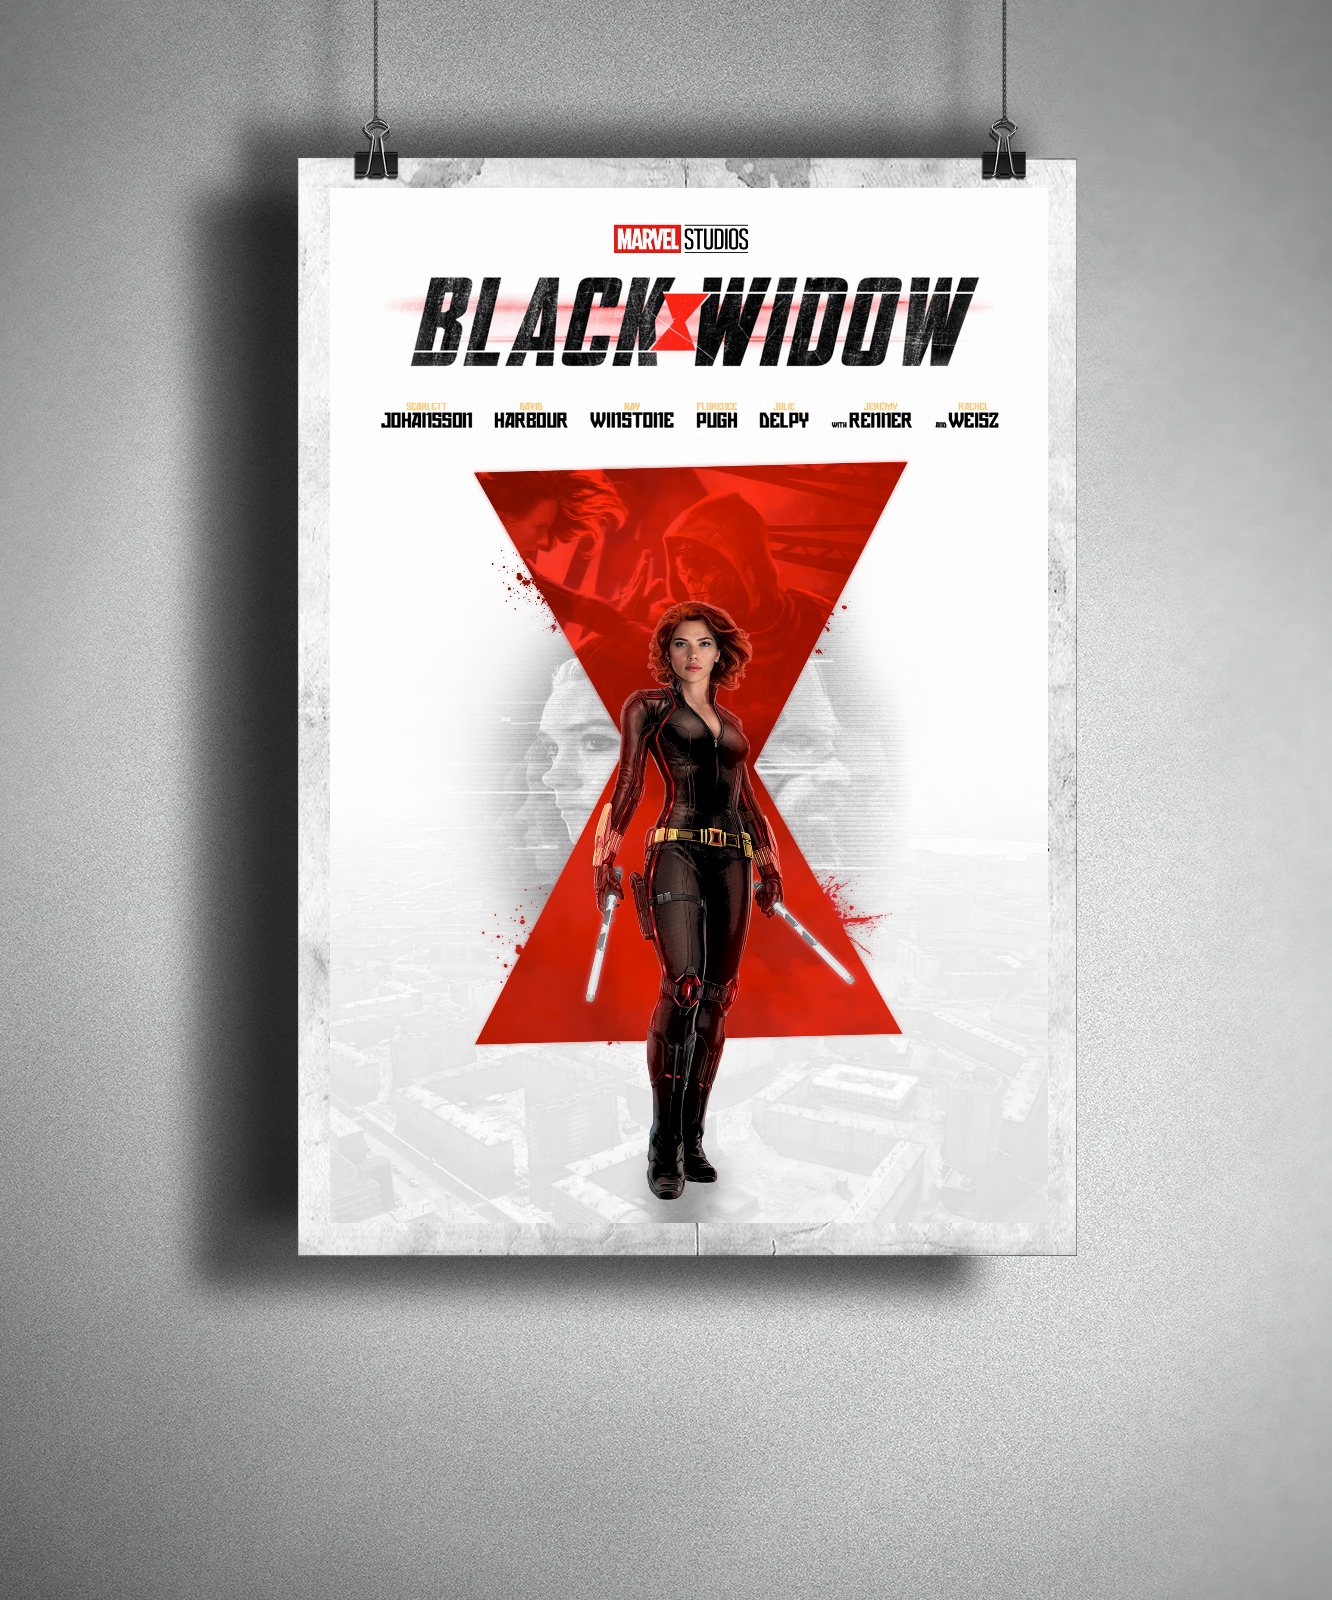 MARVEL STUDIOS
BLACK WIDOW
SCARLETT JOHANSSON DAVID HARBOUR RAY WINSTONE FLORENCE PUGH JULIE DELPY WITH JEREMY RENNER AND RACHEL WEISZ